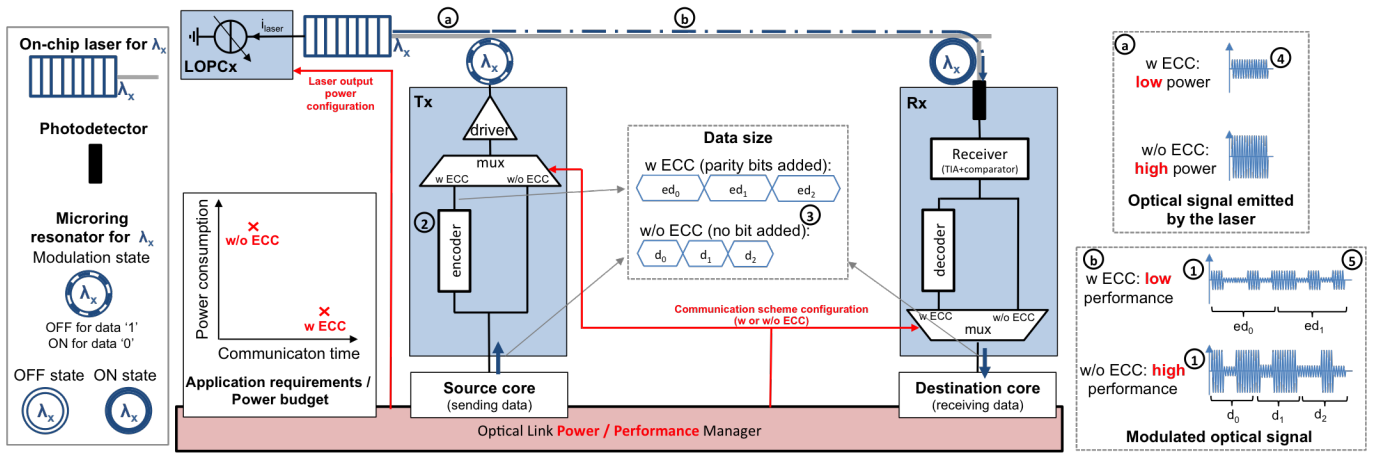 On-chip laser for λx
λx
Photodetector
Microring
resonator for λx
Modulation state
λx
OFF for data ‘1’
ON for data ‘0’
OFF state
ON state
λx
λx
LOPCx
ilaser
λx
Laser output
power
configuration
a
b
λx
λx
Power consumption
w/o ECC
w ECC
Communicaton time
Application requirements /
Power budget
Tx
driver
mux
w ECC
w/o ECC
2
encoder
Source core
(sending data)
Data size
w ECC (parity bits added):
ed0
ed1
ed2
3
w/o ECC (no bit added):
d0
d1
d2
Communication scheme configuration
(w or w/o ECC)
Rx
Receiver
(TIA+comparator)
decoder
w ECC
w/o ECC
mux
Destination core
(receiving data)
Optical Link Power / Performance Manager
a
w ECC:
low power
4
w/o ECC:
high power
Optical signal emitted
by the laser
b
w ECC: low
performance
1
5
ed0
ed1
w/o ECC: high
performance
1
d0
d1
d2
Modulated optical signal